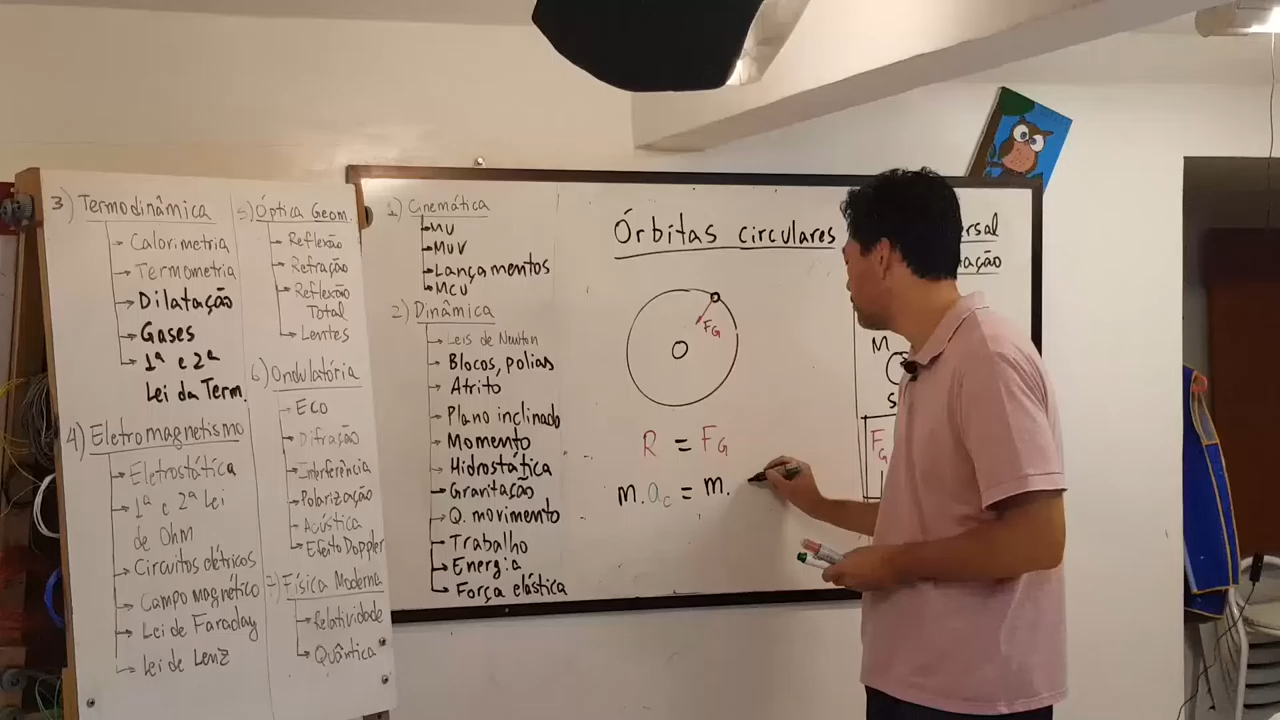 3) Termodinâmica
Calorimetria
Termometria
Dilatação
Gases
1ª e 2ª
Lei da Term.
4) Eletromagnetismo
Eletrostática
1ª e 2ª Lei
de Ohm
Circuitos elétricos
Campo magnético
Lei de Faraday
Lei de Lenz
5) Óptica Geom.
Reflexão
Refração
Reflexão
Total
Lentes
6) Ondulatória
Eco
Difração
Interferência
Polarização
Acústica
Efeito Doppler
7) Física Moderna
Relatividade
Quântica
1) Cinemática
MU
MUV
Lançamentos
MCU
2) Dinâmica
Leis de Newton
Blocos, polias
Atrito
Plano inclinado
Momento
Hidrostática
Gravitação
Q. movimento
Trabalho
Energia
Força elástica
Órbitas circulares
FG
R = FG
m.ac = m.
M
FG